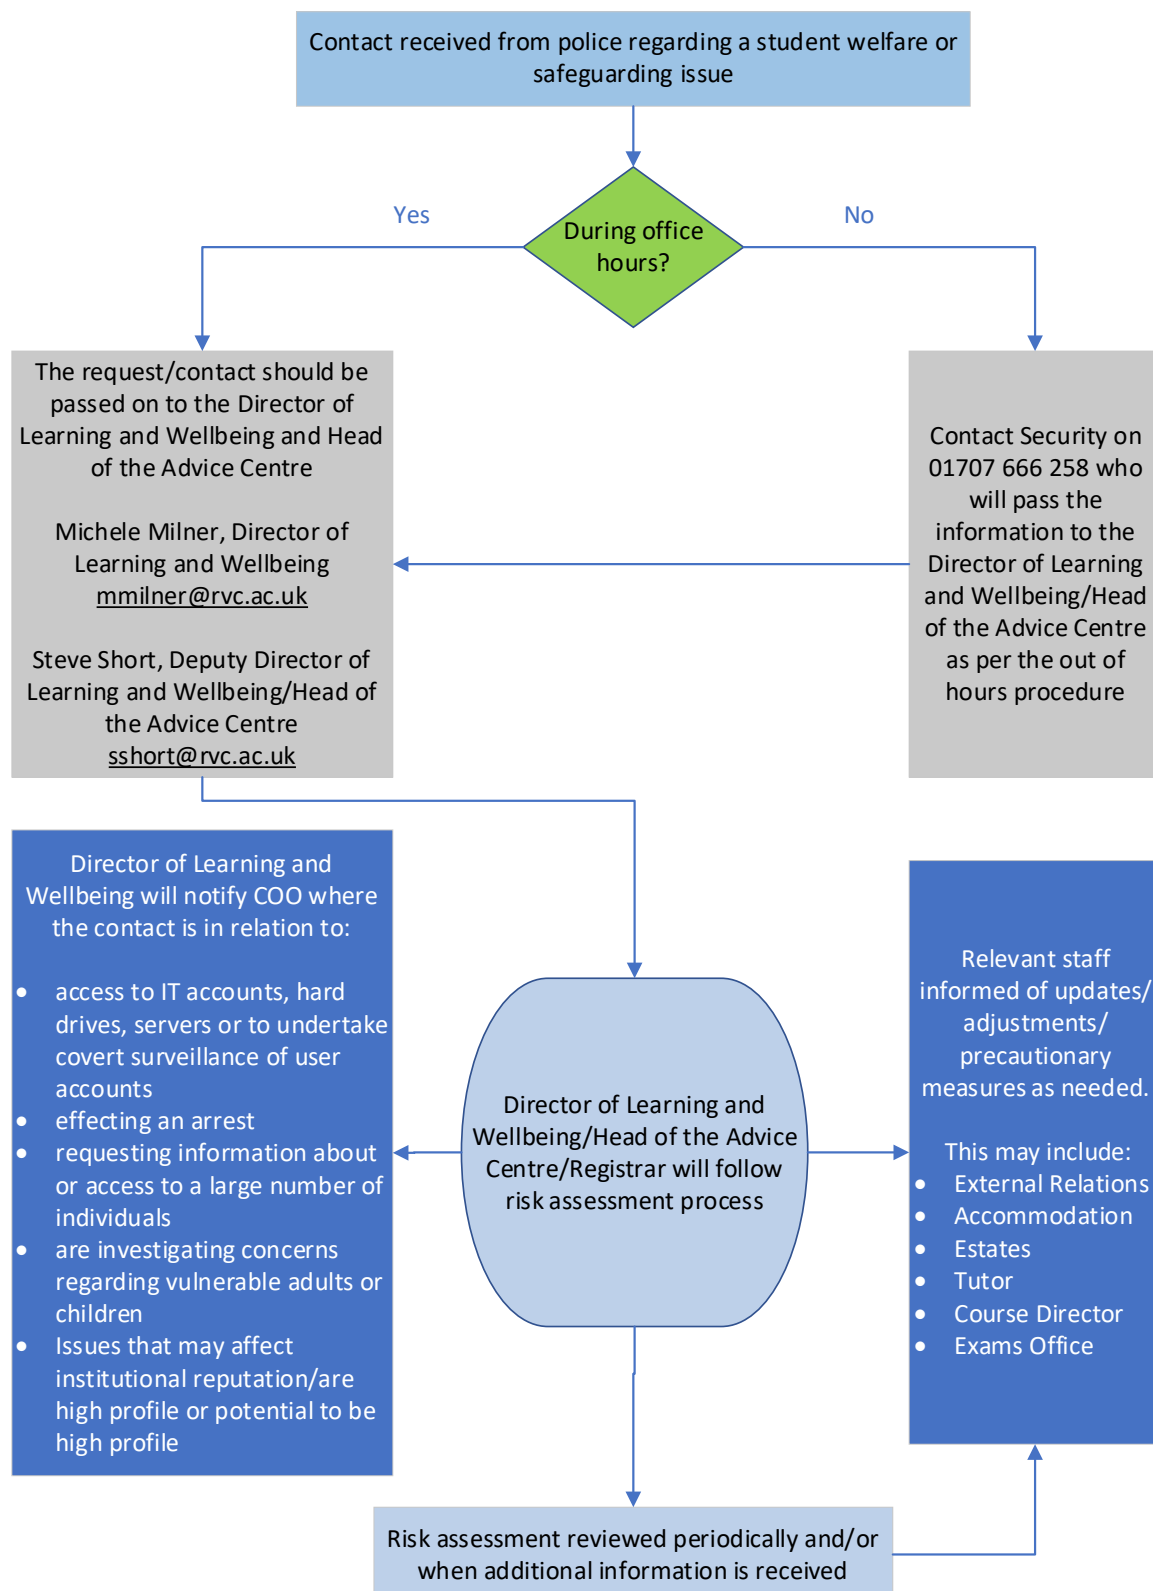 Contact received from police regarding a student welfare or
safeguarding issue
Yes
No
During office
hours?
The request/contact should be
passed on to the Director of
Learning and Wellbeing and Head
of the Advice Centre
Michele Milner, Director of
Learning and Wellbeing
mmilner@rvc.ac.uk
Steve Short, Deputy Director of
Learning and Wellbeing/Head of
the Advice Centre
sshort@rvc.ac.uk
Contact Security on
01707 666 258 who
will pass the
information to the
Director of Learning
and Wellbeing/Head
of the Advice Centre
as per the out of
hours procedure
Director of Learning and
Wellbeing will notify COO where
the contact is in relation to:
• access to IT accounts, hard
drives, servers or to undertake
covert surveillance of user
accounts
• effecting an arrest
• requesting information about
or access to a large number of
individuals
• are investigating concerns
regarding vulnerable adults or
children
• Issues that may affect
institutional reputation/are
high profile or potential to be
high profile
Director of Learning and
Wellbeing/Head of the Advice
Centre/Registrar will follow
risk assessment process
Relevant staff
informed of updates/
adjustments/
precautionary
measures as needed.
This may include:
• External Relations
• Accommodation
• Estates
• Tutor
• Course Director
• Exams Office
Risk assessment reviewed periodically and/or
when additional information is received